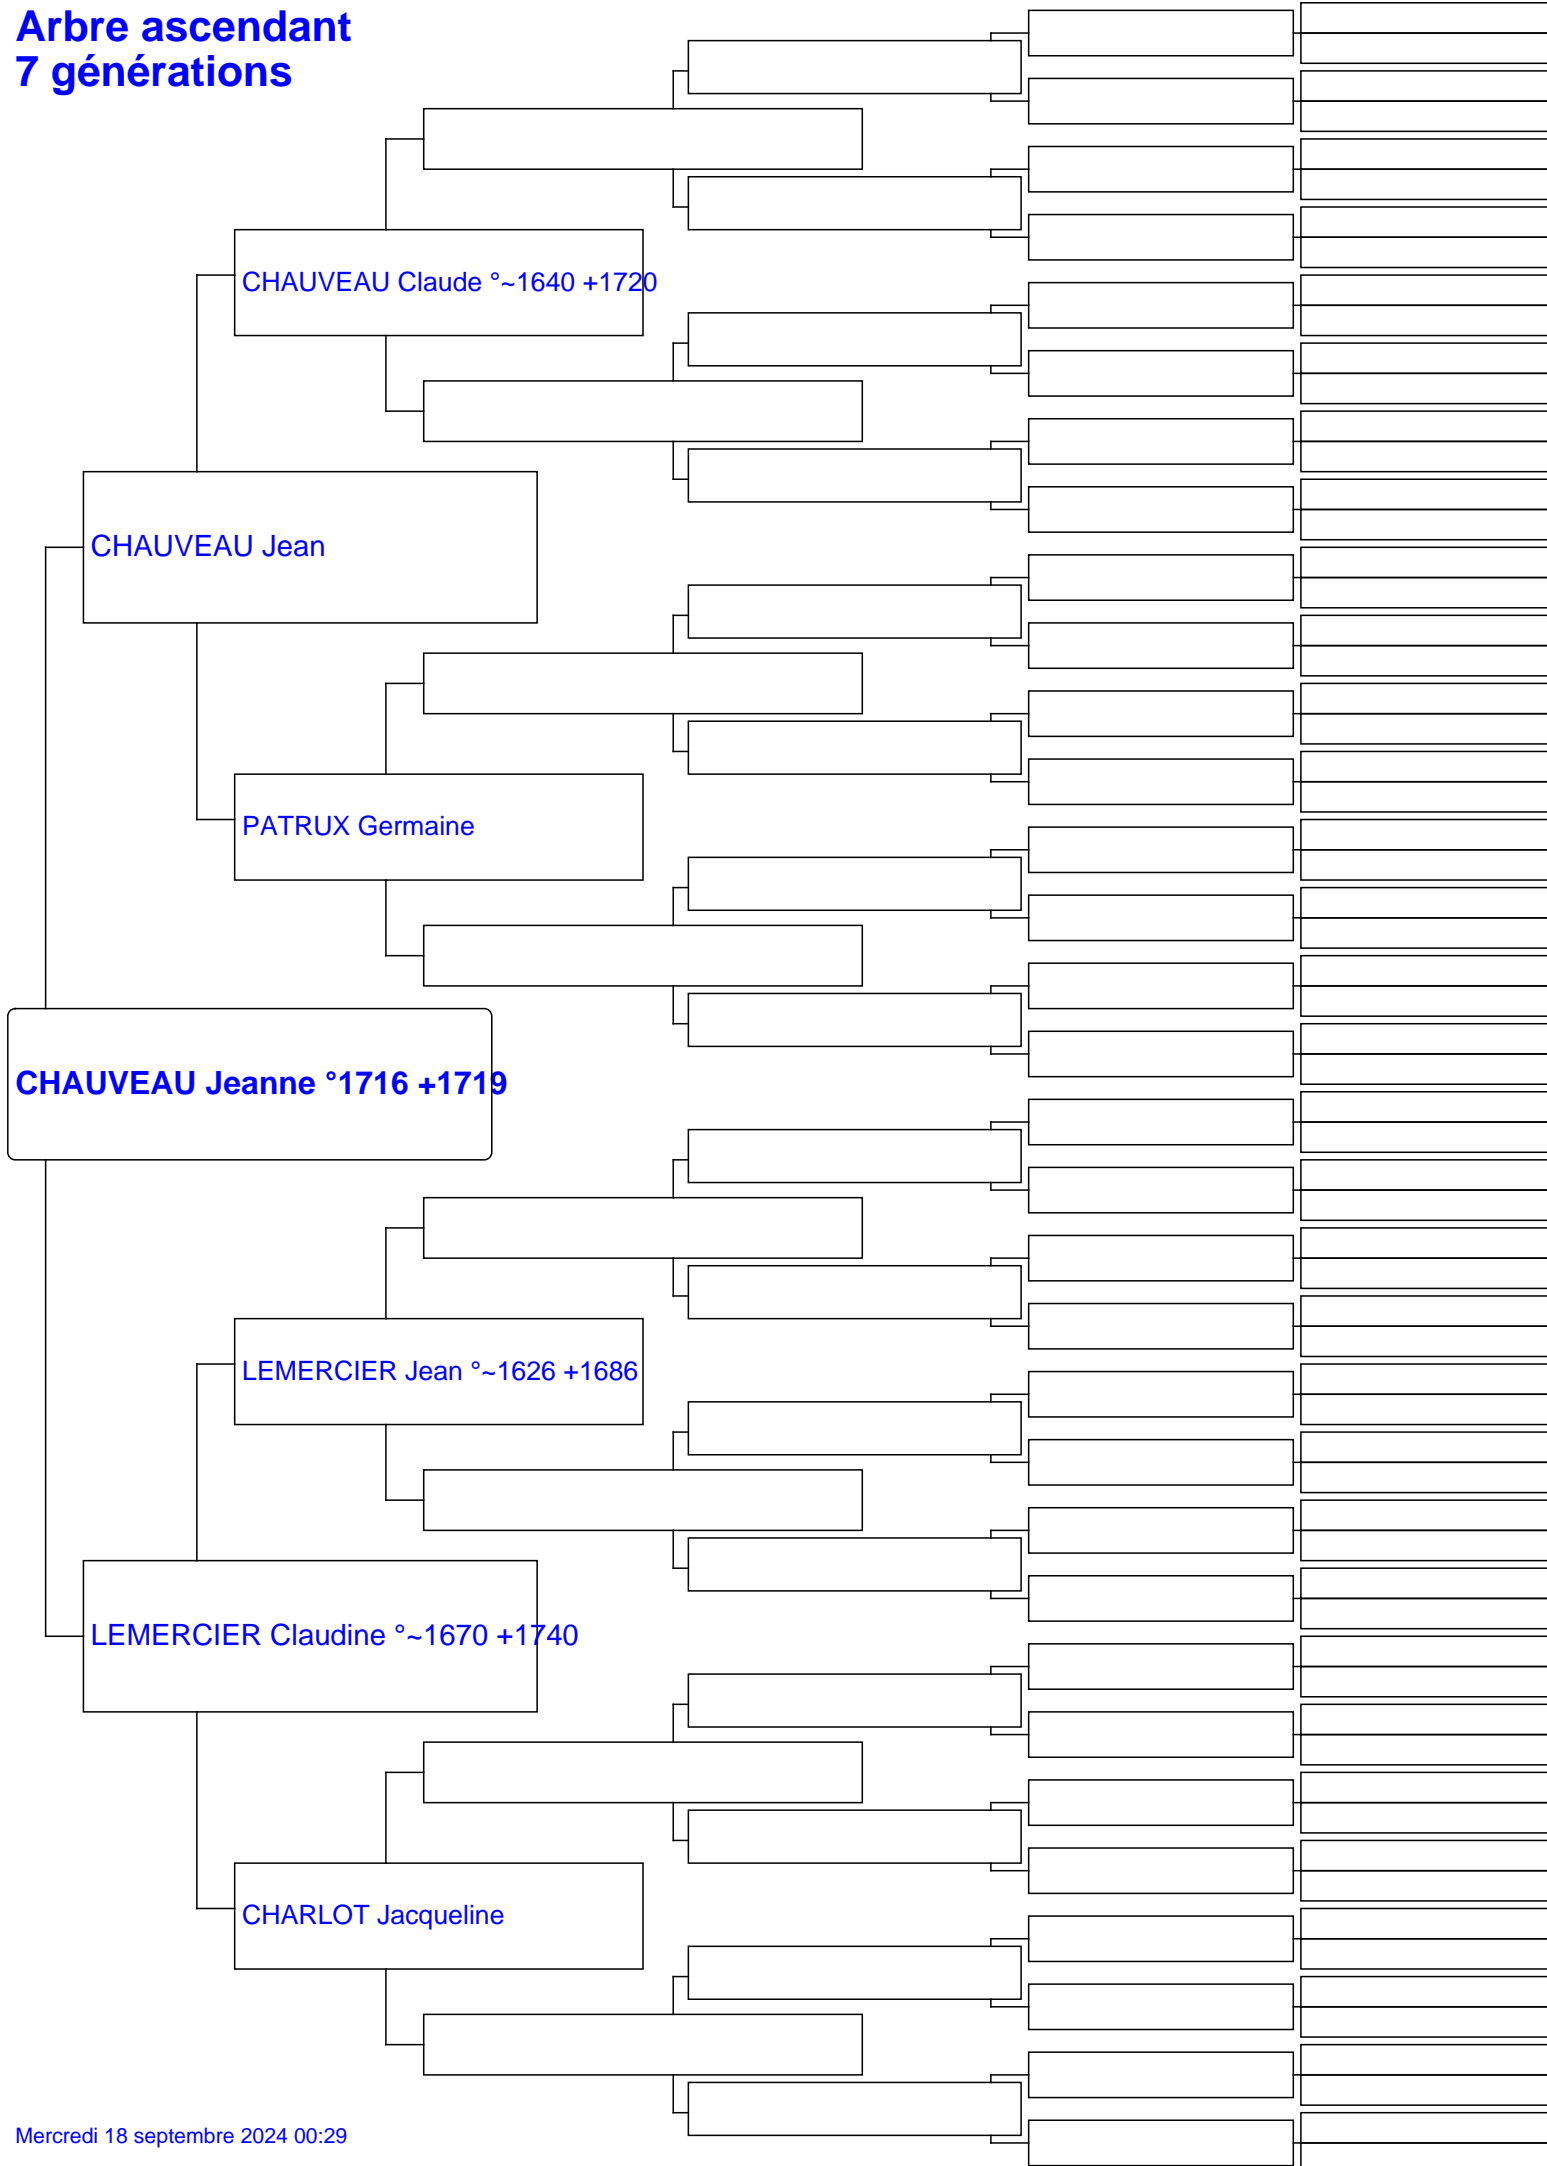 Arbre ascendant
7 générations
CHAUVEAU Claude °~1640 +1720
CHAUVEAU Jean
PATRUX Germaine
CHAUVEAU Jeanne °1716 +1719
LEMERCIER Jean °~1626 +1686
LEMERCIER Claudine °~1670 +1740
CHARLOT Jacqueline
Mercredi 18 septembre 2024 00:29